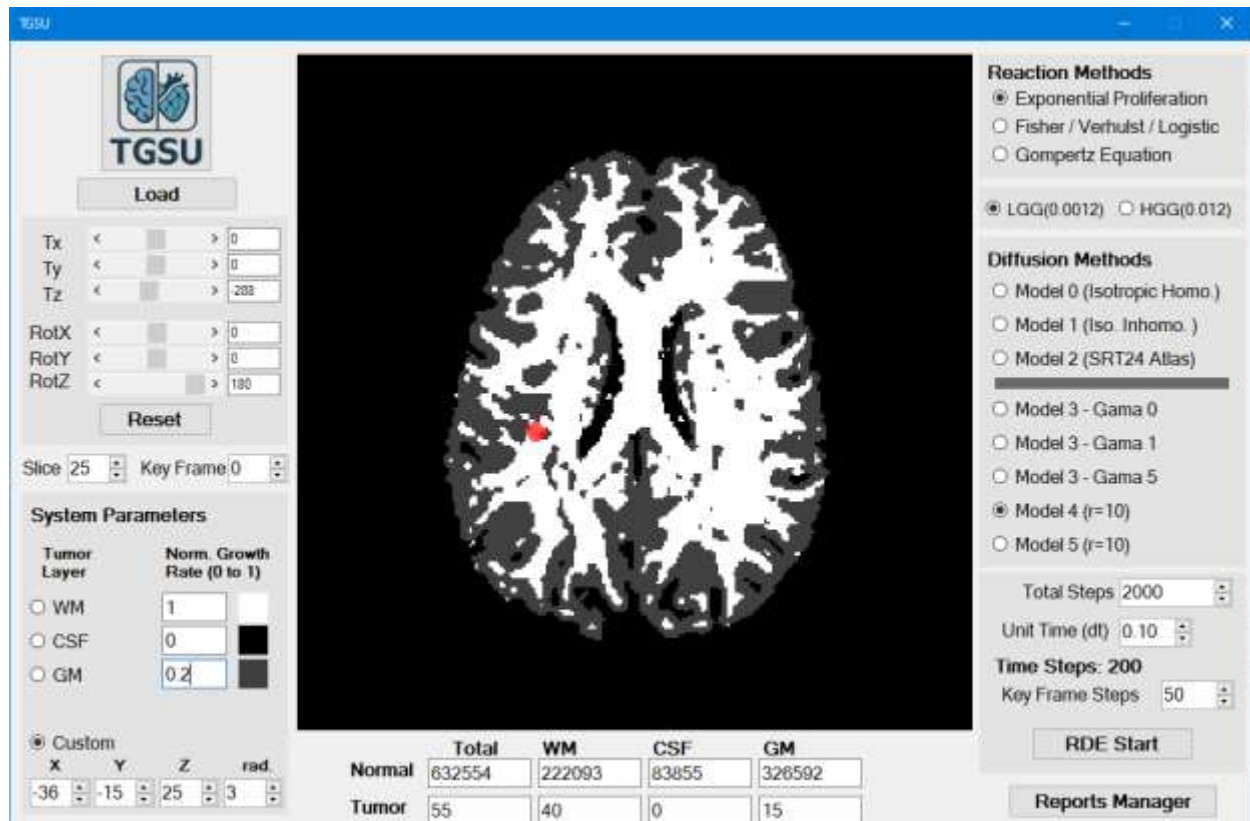 TGSU
TGSU
Load
Tx < > 0
Ty < > 0
Tz < > -288
RotX < > 0
RotY < > 0
RotZ < > 180
Reset
Slice 25 Key Frame 0
System Parameters
Tumor Norm. Growth
Layer Rate (0 to 1)
WM 1
CSF 0
GM 0.2
Custom
X Y Z rad.
-36 -15 25 3
Total WM CSF GM
Normal 632554 222093 83855 326592
Tumor 55 40 0 15
Reaction Methods
Exponential Proliferation
Fisher / Verhulst / Logistic
Gompertz Equation
LGG(0.0012) HGG(0.012)
Diffusion Methods
Model 0 (Isotropic Homo.)
Model 1 (Iso. Inhomo. )
Model 2 (SRT24 Atlas)
Model 3 - Gama 0
Model 3 - Gama 1
Model 3 - Gama 5
Model 4 (r=10)
Model 5 (r=10)
Total Steps 2000
Unit Time (dt) 0.10
Time Steps: 200
Key Frame Steps 50
RDE Start
Reports Manager